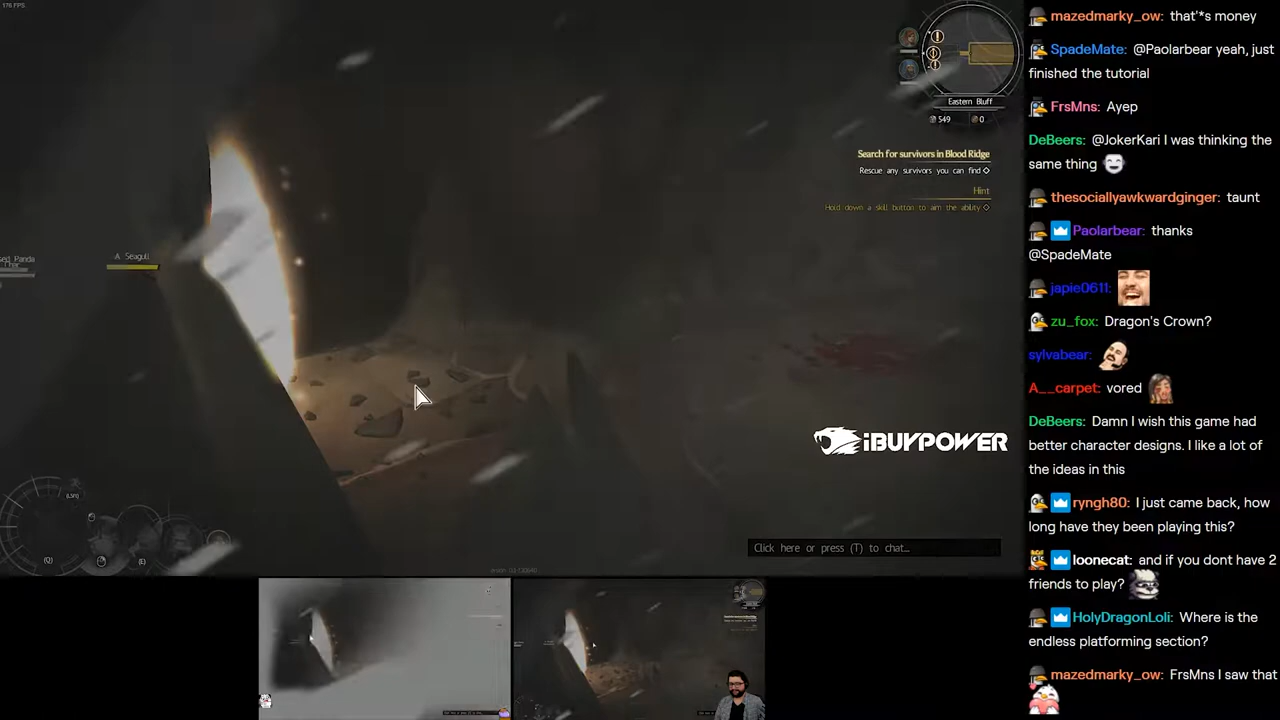 176 FPS
Eastern Bluff
549
0
Search for survivors in Blood Ridge
Rescue any survivors you can find
Hint
Hold down a skill button to aim the ability
A Seagull
(Q)
(E)
iBUYPOWER
Click here or press (T) to chat...
mazedmarky_ow: that'*s money
SpadeMate: @Paolarbear yeah, just
finished the tutorial
FrsMns: Ayep
DeBeers: @JokerKari I was thinking the
same thing
thesociallyawkwardginger: taunt
Paolarbear: thanks
@SpadeMate
japie0611:
zu_fox: Dragon's Crown?
sylvabear:
A__carpet: vored
DeBeers: Damn I wish this game had
better character designs. I like a lot of
the ideas in this
ryngh80: I just came back, how
long have they been playing this?
loonecat: and if you dont have 2
friends to play?
HolyDragonLoli: Where is the
endless platforming section?
mazedmarky_ow: FrsMns I saw that